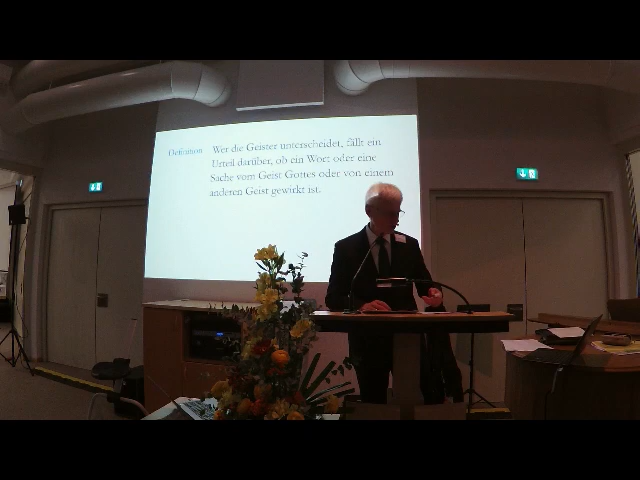 Definition Wer die Geister unterscheidet, fällt ein
Urteil darüber, ob ein Wort oder eine
Sache vom Geist Gottes oder von einem
anderen Geist gewirkt ist.